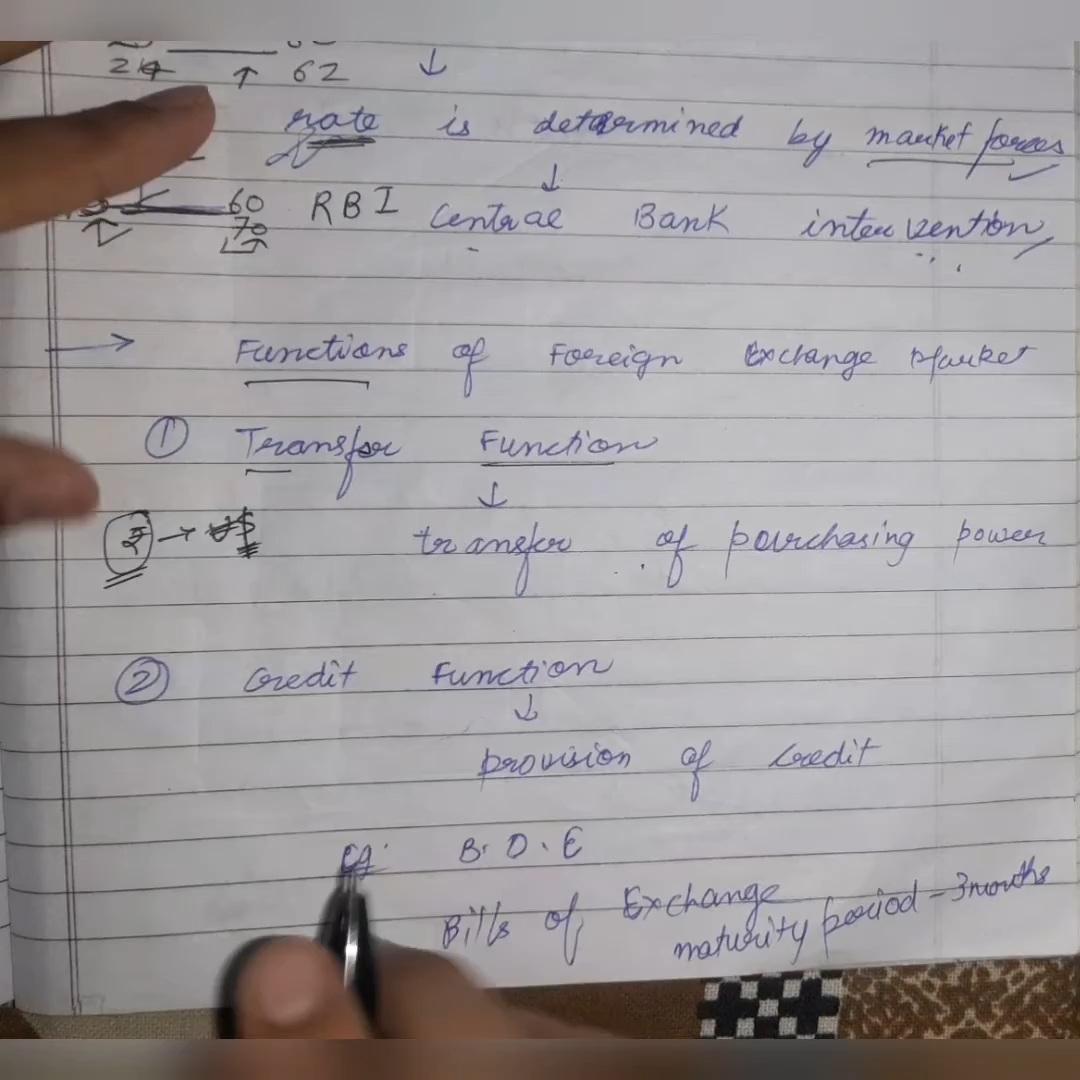 24 ↑ 62 ↓
rate is determined by market forces
↓
60 RBI Central Bank intervention
70
→ Functions of Foreign Exchange Market
① Transfer Function
↓
₹ → $ transfer of purchasing power
② Credit Function
↓
provision of credit
Eg: B.O.E
Bills of Exchange
maturity period - 3 months